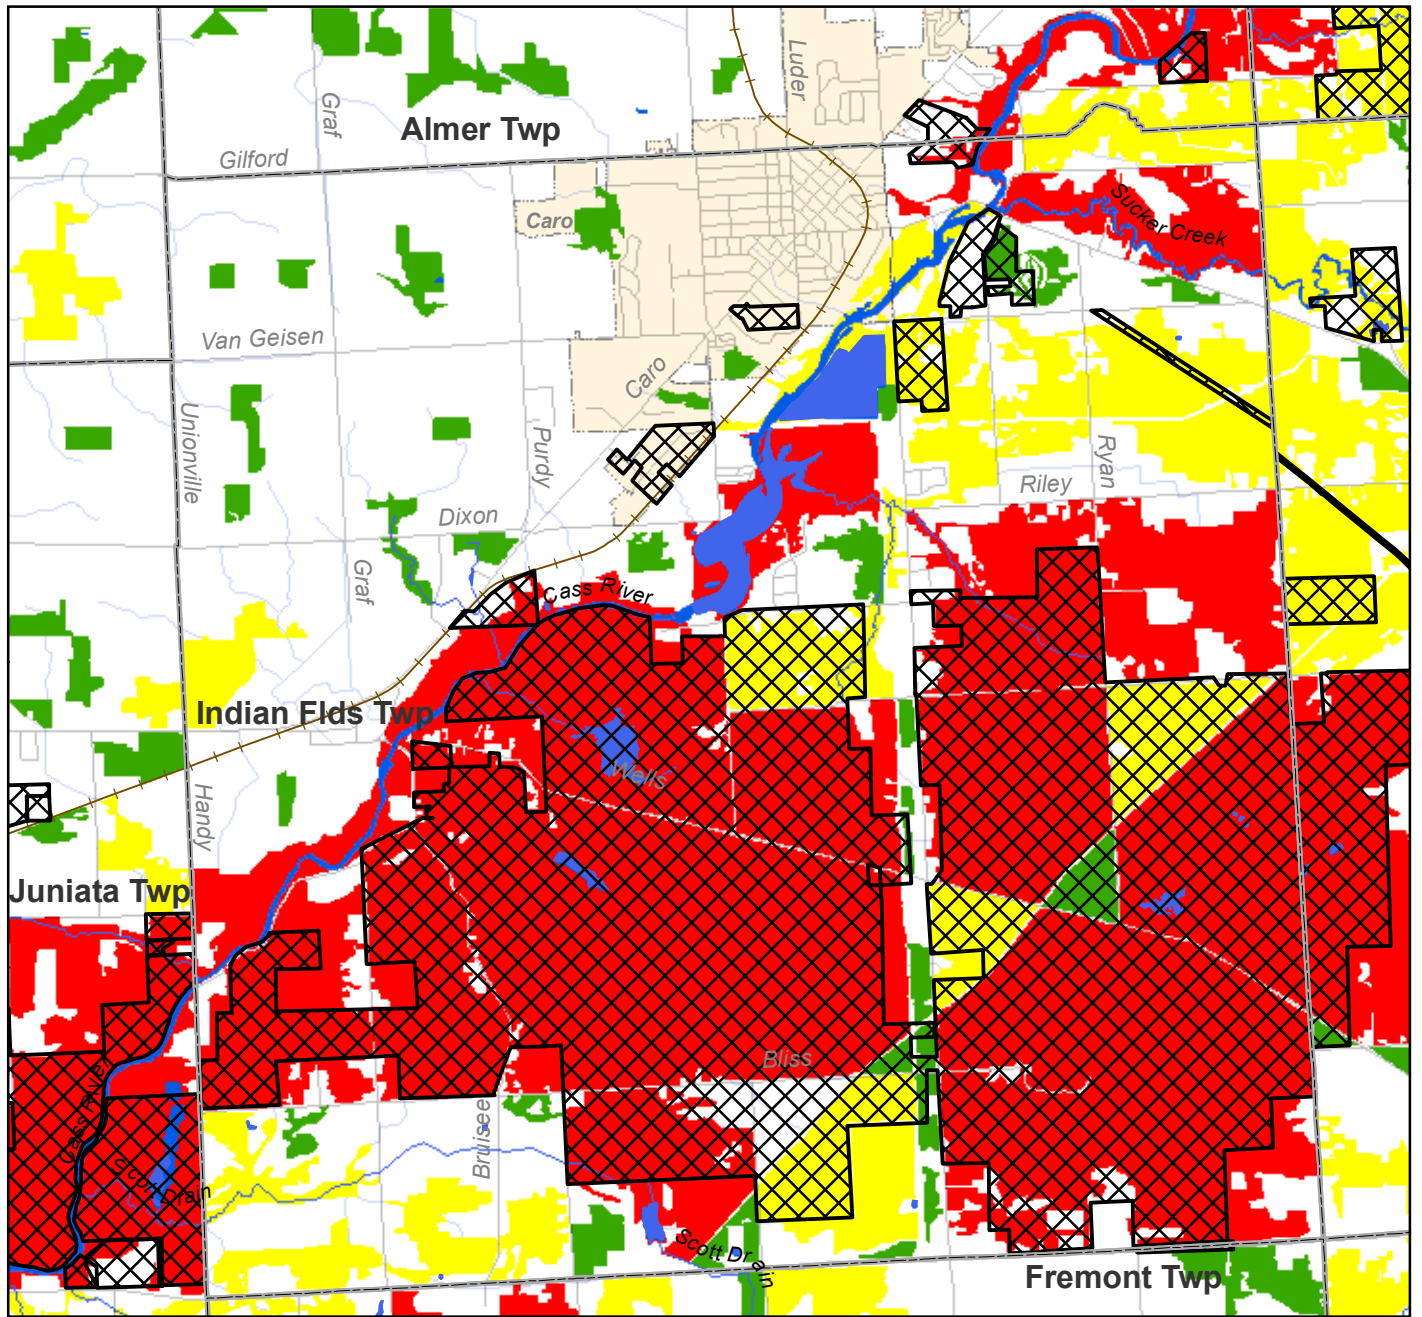 Luder
Graf
Almer Twp
Gilford
Sucker Creek
Caro
Van Geisen
Caro
Unionville
Purdy
Ryan
Riley
Dixon
Graf
Cass River
Indian Flds Twp
Wells
Handy
Juniata Twp
Bliss
Cass River
Bruisee
Scott Drain
Scott Drain
Fremont Twp